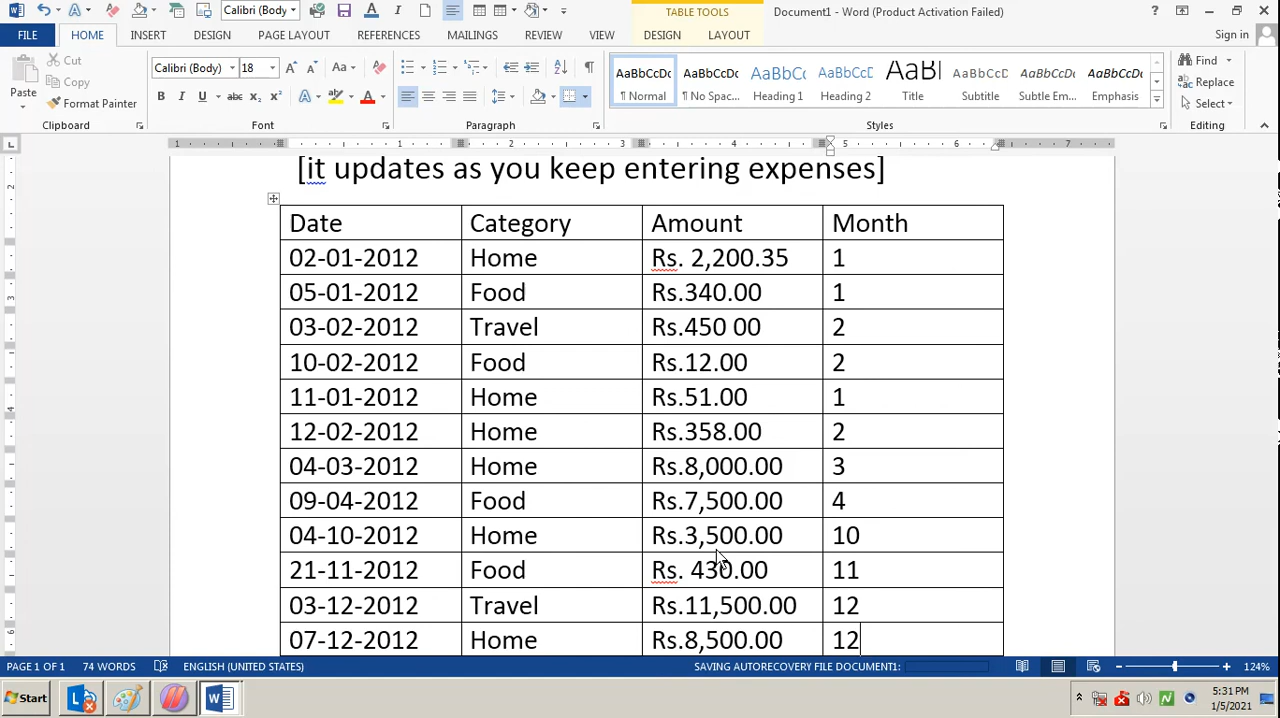 Calibri (Body
TABLE TOOLS
Document1 - Word (Product Activation Failed)
FILE HOME INSERT DESIGN PAGE LAYOUT REFERENCES MAILINGS REVIEW VIEW DESIGN LAYOUT Sign in
Paste
Cut
Copy
Format Painter
Calibri (Body) 18
AaBbCcDc AaBbCcDc AaBbCc AaBbCcC AaBl AaBbCcD AaBbCcDc AaBbCcDc
¶ Normal ¶ No Spac... Heading 1 Heading 2 Title Subtitle Subtle Em... Emphasis
Find
Replace
Select
Clipboard Font Paragraph Styles Editing
[it updates as you keep entering expenses]
Date Category Amount Month
02-01-2012 Home Rs. 2,200.35 1
05-01-2012 Food Rs.340.00 1
03-02-2012 Travel Rs.450 00 2
10-02-2012 Food Rs.12.00 2
11-01-2012 Home Rs.51.00 1
12-02-2012 Home Rs.358.00 2
04-03-2012 Home Rs.8,000.00 3
09-04-2012 Food Rs.7,500.00 4
04-10-2012 Home Rs.3,500.00 10
21-11-2012 Food Rs. 430.00 11
03-12-2012 Travel Rs.11,500.00 12
07-12-2012 Home Rs.8,500.00 12
PAGE 1 OF 1 74 WORDS ENGLISH (UNITED STATES) SAVING AUTORECOVERY FILE DOCUMENT1: 124%
Start
5:31 PM
1/5/2021